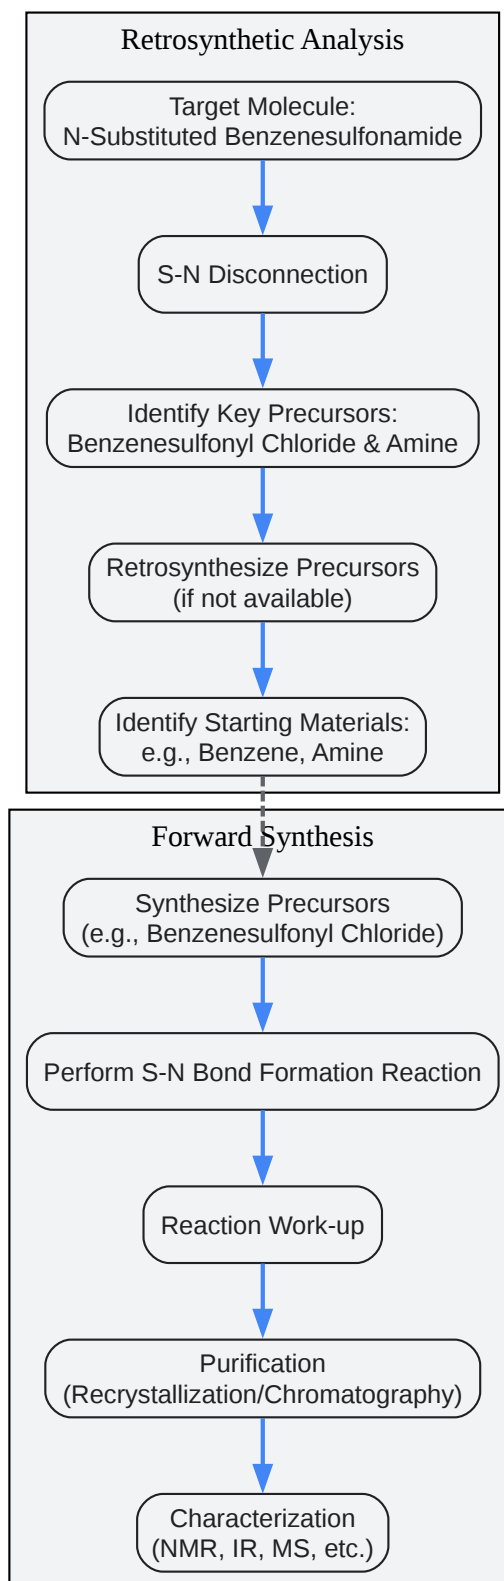 Retrosynthetic Analysis
Target Molecule:
N-Substituted Benzenesulfonamide
S-N Disconnection
Identify Key Precursors:
Benzenesulfonyl Chloride & Amine
Retrosynthesize Precursors
(if not available)
Identify Starting Materials:
e.g., Benzene, Amine
Forward Synthesis
Synthesize Precursors
(e.g., Benzenesulfonyl Chloride)
Perform S-N Bond Formation Reaction
Reaction Work-up
Purification
(Recrystallization/Chromatography)
Characterization
(NMR, IR, MS, etc.)